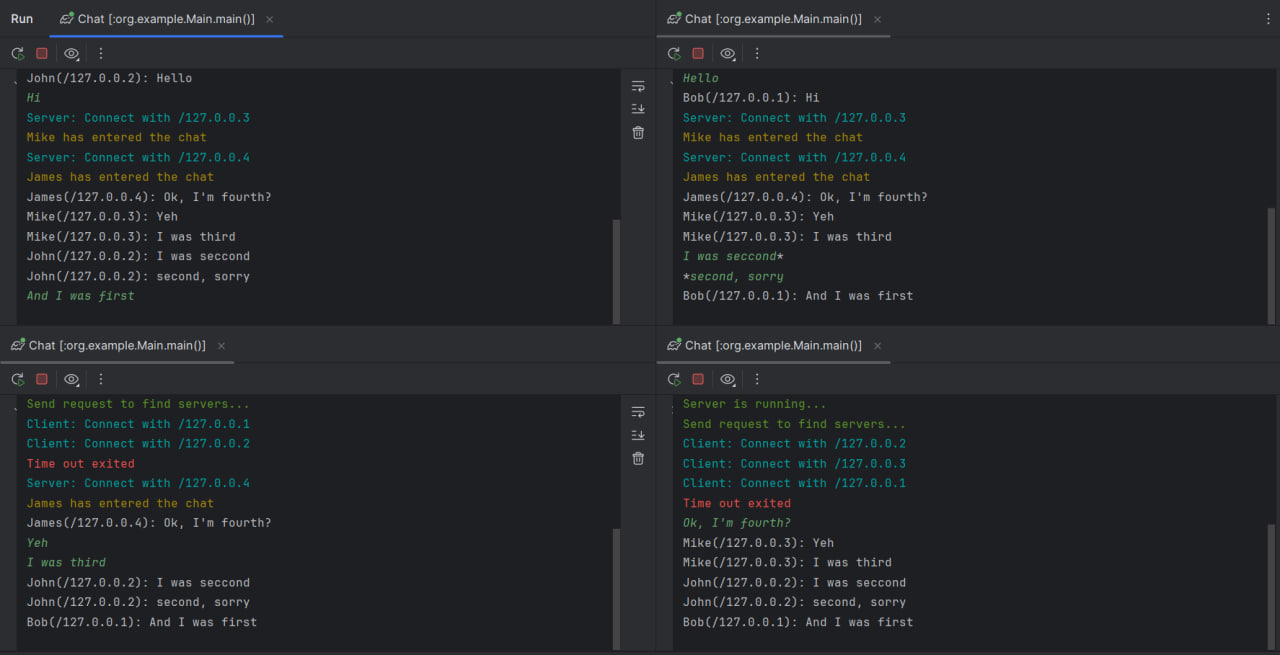 Run
Chat [:org.example.Main.main()]
John(/127.0.0.2): Hello
Hi
Server: Connect with /127.0.0.3
Mike has entered the chat
Server: Connect with /127.0.0.4
James has entered the chat
James(/127.0.0.4): Ok, I'm fourth?
Mike(/127.0.0.3): Yeh
Mike(/127.0.0.3): I was third
John(/127.0.0.2): I was seccond
John(/127.0.0.2): second, sorry
And I was first
Chat [:org.example.Main.main()]
Hello
Bob(/127.0.0.1): Hi
Server: Connect with /127.0.0.3
Mike has entered the chat
Server: Connect with /127.0.0.4
James has entered the chat
James(/127.0.0.4): Ok, I'm fourth?
Mike(/127.0.0.3): Yeh
Mike(/127.0.0.3): I was third
I was seccond*
*second, sorry
Bob(/127.0.0.1): And I was first
Chat [:org.example.Main.main()]
Send request to find servers...
Client: Connect with /127.0.0.1
Client: Connect with /127.0.0.2
Time out exited
Server: Connect with /127.0.0.4
James has entered the chat
James(/127.0.0.4): Ok, I'm fourth?
Yeh
I was third
John(/127.0.0.2): I was seccond
John(/127.0.0.2): second, sorry
Bob(/127.0.0.1): And I was first
Chat [:org.example.Main.main()]
Server is running...
Send request to find servers...
Client: Connect with /127.0.0.2
Client: Connect with /127.0.0.3
Client: Connect with /127.0.0.1
Time out exited
Ok, I'm fourth?
Mike(/127.0.0.3): Yeh
Mike(/127.0.0.3): I was third
John(/127.0.0.2): I was seccond
John(/127.0.0.2): second, sorry
Bob(/127.0.0.1): And I was first